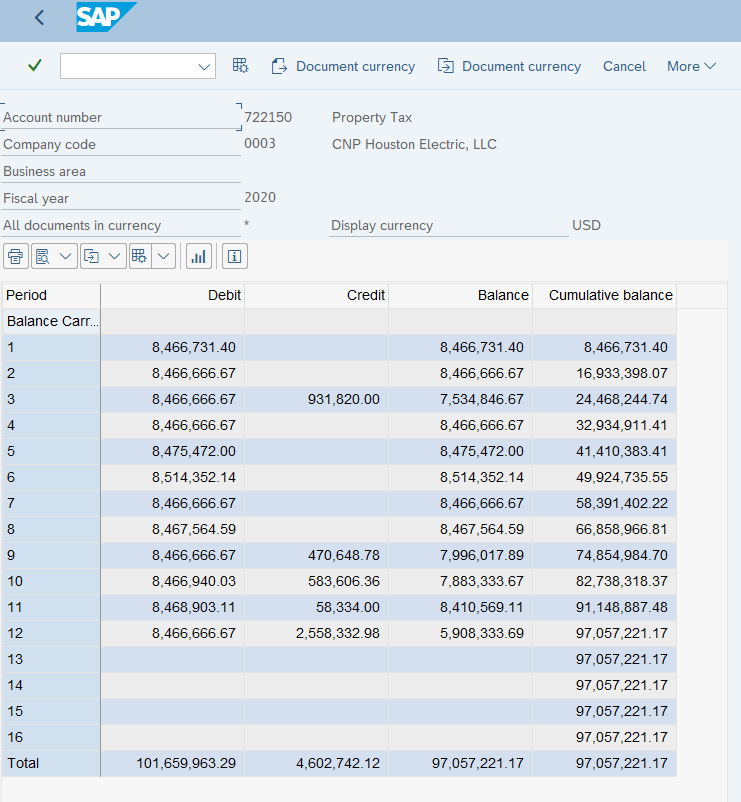 SAP
Document currency Document currency Cancel More
Account number 722150 Property Tax
Company code 0003 CNP Houston Electric, LLC
Business area
Fiscal year 2020
All documents in currency * Display currency USD
Period Debit Credit Balance Cumulative balance
Balance Carr...
1 8,466,731.40 8,466,731.40 8,466,731.40
2 8,466,666.67 8,466,666.67 16,933,398.07
3 8,466,666.67 931,820.00 7,534,846.67 24,468,244.74
4 8,466,666.67 8,466,666.67 32,934,911.41
5 8,475,472.00 8,475,472.00 41,410,383.41
6 8,514,352.14 8,514,352.14 49,924,735.55
7 8,466,666.67 8,466,666.67 58,391,402.22
8 8,467,564.59 8,467,564.59 66,858,966.81
9 8,466,666.67 470,648.78 7,996,017.89 74,854,984.70
10 8,466,940.03 583,606.36 7,883,333.67 82,738,318.37
11 8,468,903.11 58,334.00 8,410,569.11 91,148,887.48
12 8,466,666.67 2,558,332.98 5,908,333.69 97,057,221.17
13 97,057,221.17
14 97,057,221.17
15 97,057,221.17
16 97,057,221.17
Total 101,659,963.29 4,602,742.12 97,057,221.17 97,057,221.17